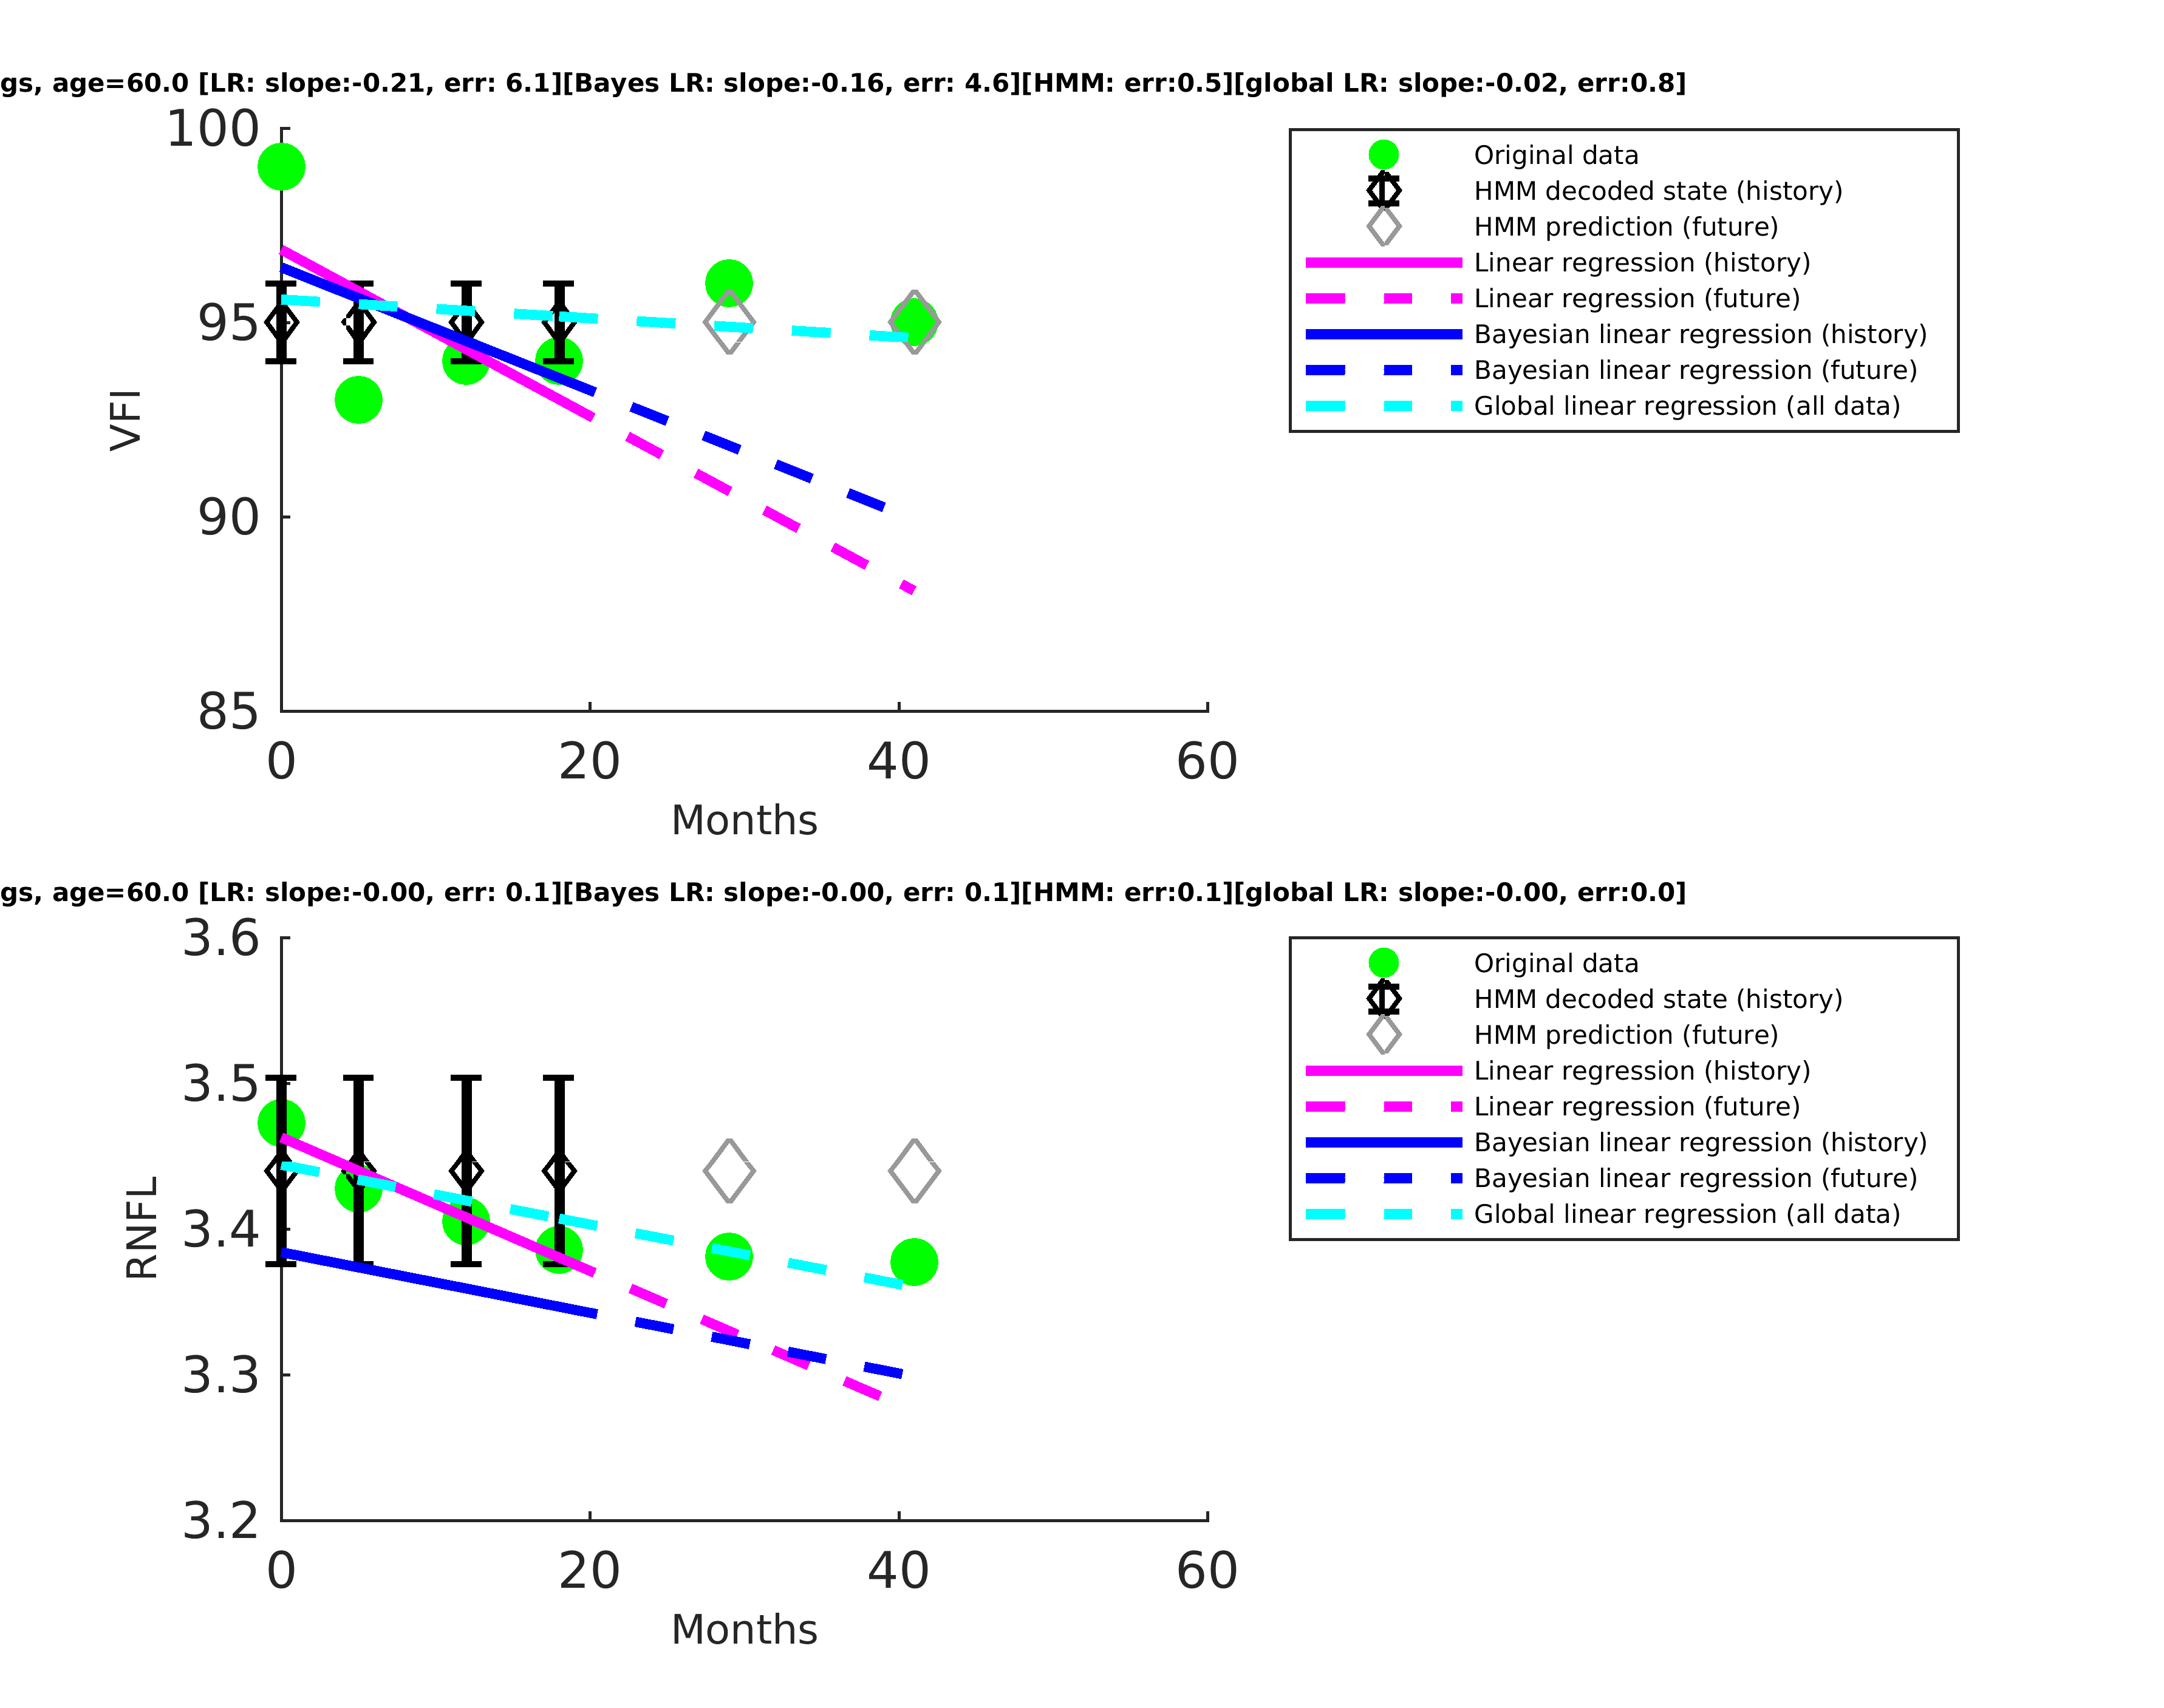 gs, age=60.0 [LR: slope:-0.21, err: 6.1][Bayes LR: slope:-0.16, err: 4.6][HMM: err:0.5][global LR: slope:-0.02, err:0.8]
100
95
90
85
VFI
0 20 40 60
Months
Original data
HMM decoded state (history)
HMM prediction (future)
Linear regression (history)
Linear regression (future)
Bayesian linear regression (history)
Bayesian linear regression (future)
Global linear regression (all data)
gs, age=60.0 [LR: slope:-0.00, err: 0.1][Bayes LR: slope:-0.00, err: 0.1][HMM: err:0.1][global LR: slope:-0.00, err:0.0]
3.6
3.5
3.4
3.3
3.2
RNFL
0 20 40 60
Months
Original data
HMM decoded state (history)
HMM prediction (future)
Linear regression (history)
Linear regression (future)
Bayesian linear regression (history)
Bayesian linear regression (future)
Global linear regression (all data)